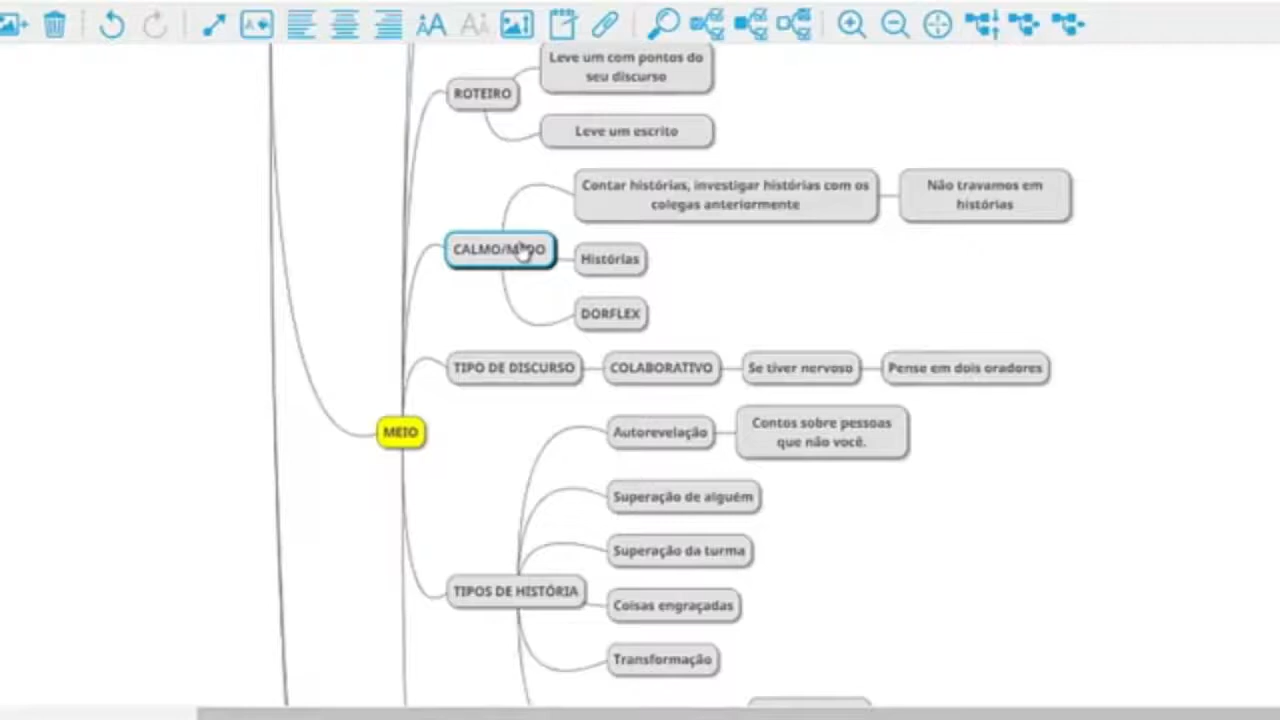 Leve um com pontos do
seu discurso
ROTEIRO
Leve um escrito
Contar histórias, investigar histórias com os
colegas anteriormente
Não travamos em
histórias
CALMO/MEDO
Histórias
DORFLEX
TIPO DE DISCURSO
COLABORATIVO
Se tiver nervoso
Pense em dois oradores
MEIO
Autorevelação
Contos sobre pessoas
que não você.
Superação de alguém
Superação da turma
TIPOS DE HISTÓRIA
Coisas engraçadas
Transformação